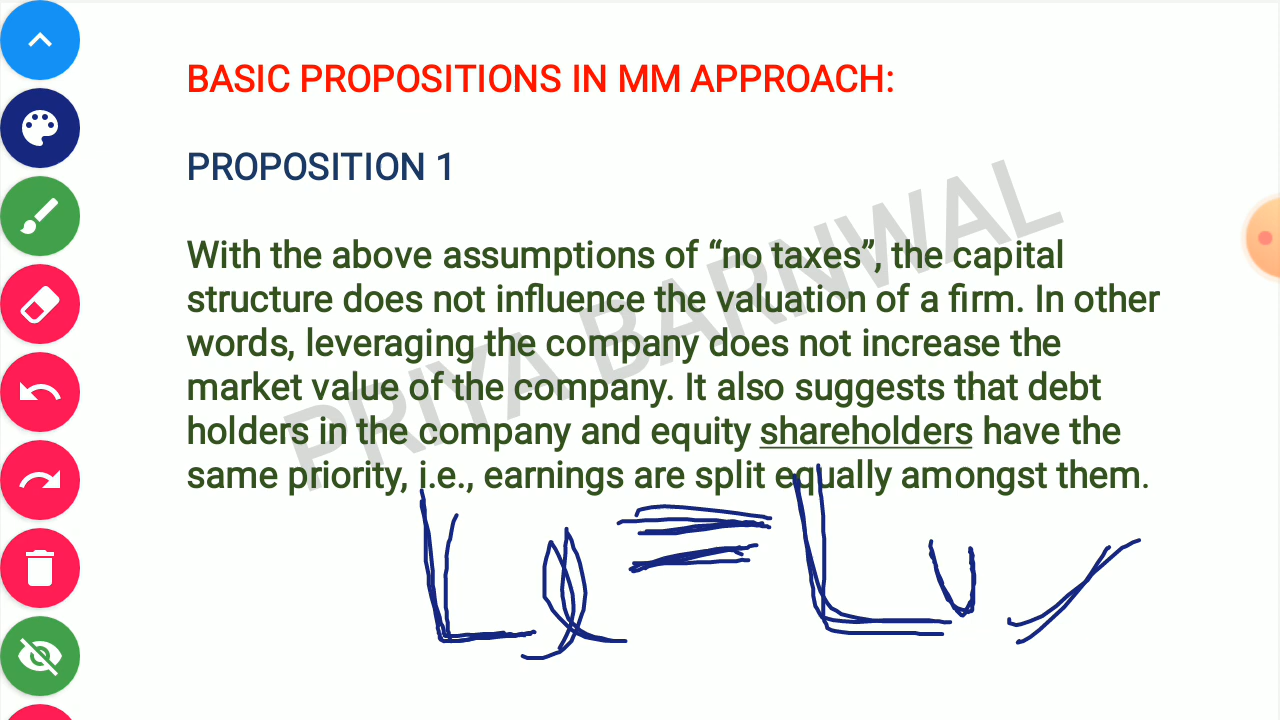 BASIC PROPOSITIONS IN MM APPROACH:
PROPOSITION 1
With the above assumptions of “no taxes”, the capital
structure does not influence the valuation of a firm. In other
words, leveraging the company does not increase the
market value of the company. It also suggests that debt
holders in the company and equity shareholders have the
same priority, i.e., earnings are split equally amongst them.
PRIYA BARNWAL